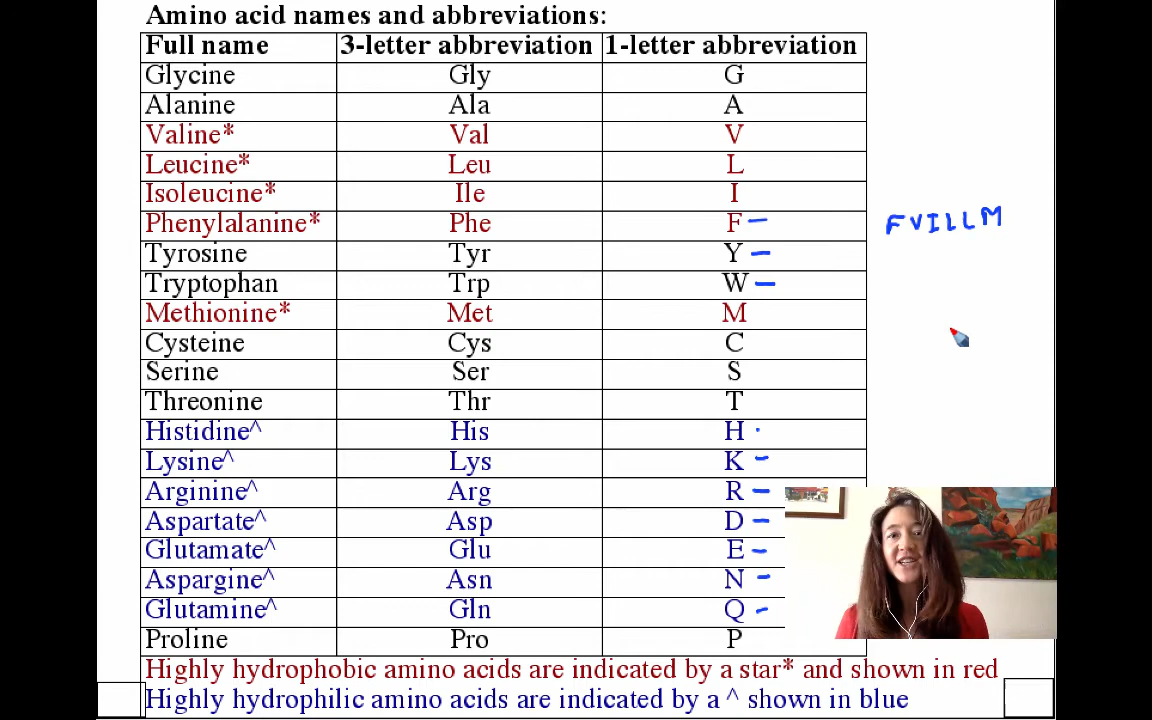 Amino acid names and abbreviations:
Full name 3-letter abbreviation 1-letter abbreviation
Glycine Gly G
Alanine Ala A
Valine* Val V
Leucine* Leu L
Isoleucine* Ile I
Phenylalanine* Phe F FVILLM
Tyrosine Tyr Y
Tryptophan Trp W
Methionine* Met M
Cysteine Cys C
Serine Ser S
Threonine Thr T
Histidine^ His H
Lysine^ Lys K
Arginine^ Arg R
Aspartate^ Asp D
Glutamate^ Glu E
Aspargine^ Asn N
Glutamine^ Gln Q
Proline Pro P
Highly hydrophobic amino acids are indicated by a star* and shown in red
Highly hydrophilic amino acids are indicated by a ^ shown in blue